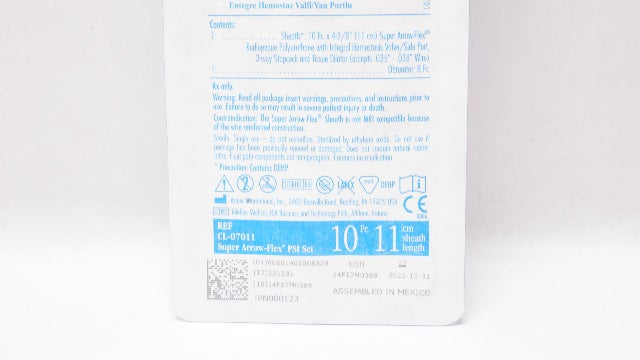 Entegre Hemostaz Valfı/Yan Portlu
Contents:
1: Sheath*: 10 Fr. x 4-3/8" (11 cm) Super Arrow-Flex®
Radiopaque Polyurethane with Integral Hemostasis Valve/Side Port,
3-way Stopcock and Tissue Dilator (accepts .035" - .038" Wire)
1: Obturator: 8 Fr.
Rx only.
Warning: Read all package insert warnings, precautions, and instructions prior to
use. Failure to do so may result in severe patient injury or death.
Contraindication: The Super Arrow-Flex® Sheath is not MRI compatible because
of the wire reinforced construction.
Sterile. Single use – do not resterilize. Sterilized by ethylene oxide. Do not use if
package has been previously opened or damaged. Does not contain natural rubber
latex. Fluid path components are non-pyrogenic. Contains no medication.
* Precaution: Contains DEHP.
STERILE EO LATEX DEHP
Arrow International, Inc., 2400 Bernville Road, Reading, PA 19605 USA
Teleflex Medical, IDA Business and Technology Park, Athlone, Ireland
CE
REF
CL-07011
Super Arrow-Flex® PSI Set
10 Fr. 11 cm sheath length
(17)221231
(10)14F17M0389
LOT
14F17M0389
2022-12-31
IPN000123
ASSEMBLED IN MEXICO